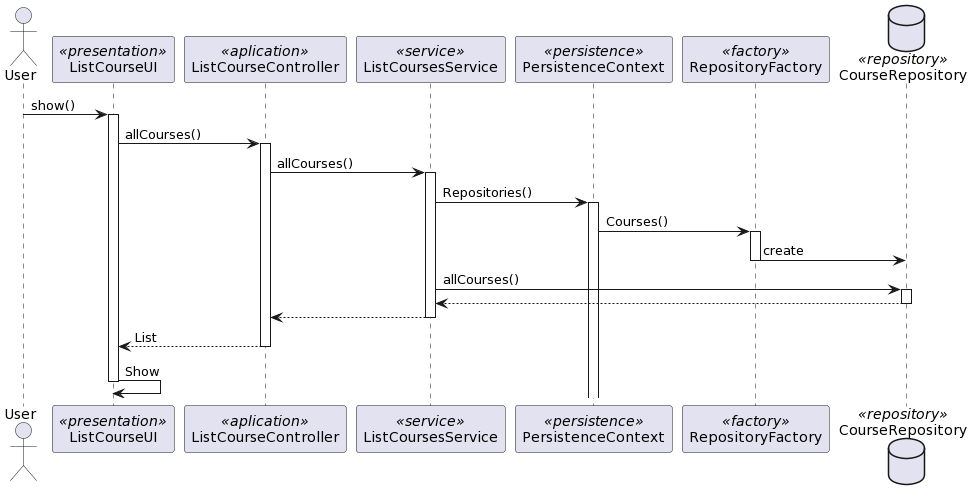 User
«presentation»
ListCourseUI
«aplication»
ListCourseController
«service»
ListCoursesService
«persistence»
PersistenceContext
«factory»
RepositoryFactory
«repository»
CourseRepository
show()
allCourses()
allCourses()
Repositories()
Courses()
create
allCourses()
List
Show
User
«presentation»
ListCourseUI
«aplication»
ListCourseController
«service»
ListCoursesService
«persistence»
PersistenceContext
«factory»
RepositoryFactory
«repository»
CourseRepository